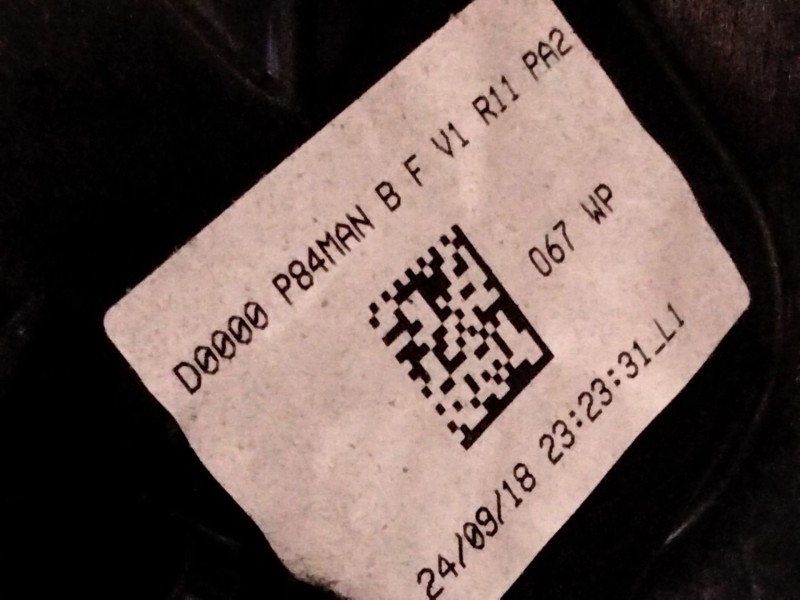 D0000 P84MAN B F V1 R11 PA2
067 WP
24/09/18 23:23:31_L1